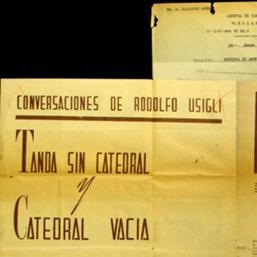 CONVERSACIONES DE RODOLFO USIGLI
TANDA SIN CATEDRAL
Y
CATEDRAL VACIA